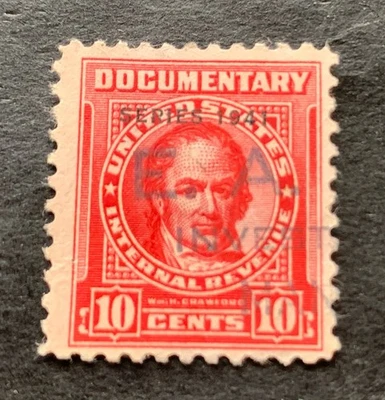 DOCUMENTARY
SERIES 1941
UNITED STATES
E. A.
INTERNAL REVENUE
WM. H. CRAWFORD
10 CENTS 10